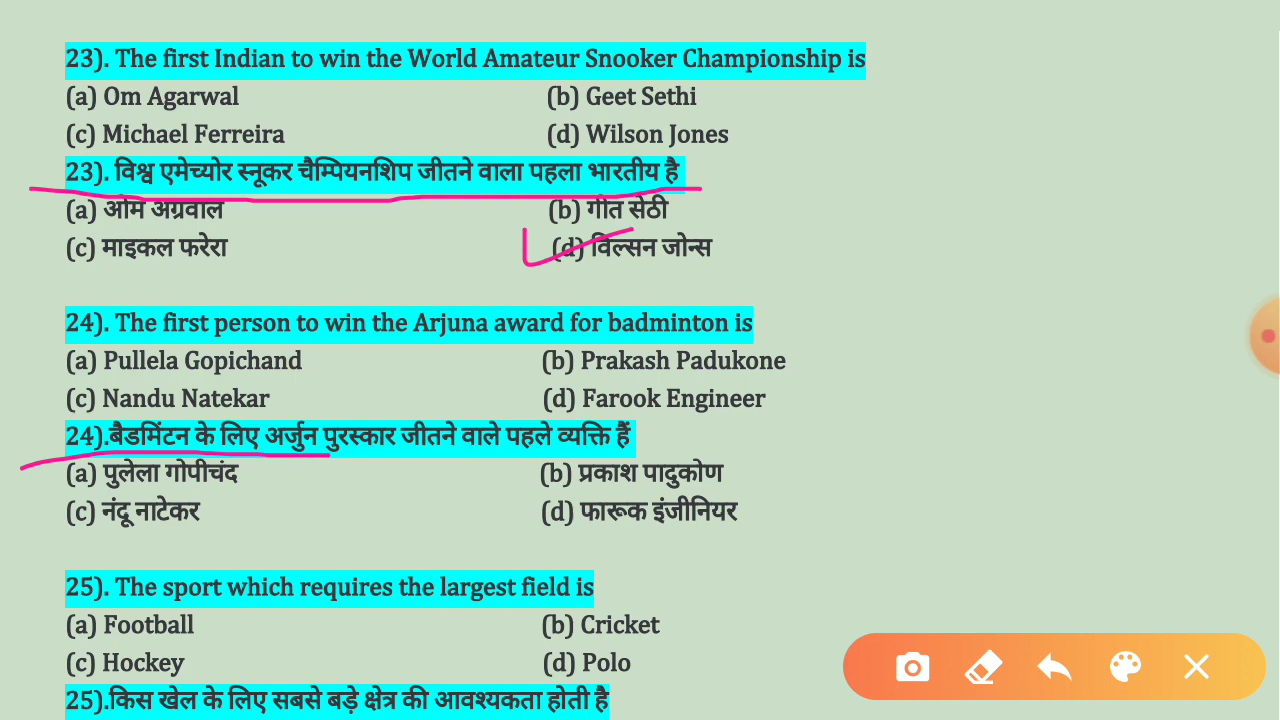 23). The first Indian to win the World Amateur Snooker Championship is
(a) Om Agarwal (b) Geet Sethi
(c) Michael Ferreira (d) Wilson Jones
23). विश्व एमेच्योर स्नूकर चैम्पियनशिप जीतने वाला पहला भारतीय है
(a) ओम अग्रवाल (b) गीत सेठी
(c) माइकल फरेरा (d) विल्सन जोन्स
24). The first person to win the Arjuna award for badminton is
(a) Pullela Gopichand (b) Prakash Padukone
(c) Nandu Natekar (d) Farook Engineer
24).बैडमिंटन के लिए अर्जुन पुरस्कार जीतने वाले पहले व्यक्ति हैं
(a) पुलेला गोपीचंद (b) प्रकाश पादुकोण
(c) नंदू नाटेकर (d) फारूक इंजीनियर
25). The sport which requires the largest field is
(a) Football (b) Cricket
(c) Hockey (d) Polo
25).किस खेल के लिए सबसे बड़े क्षेत्र की आवश्यकता होती है